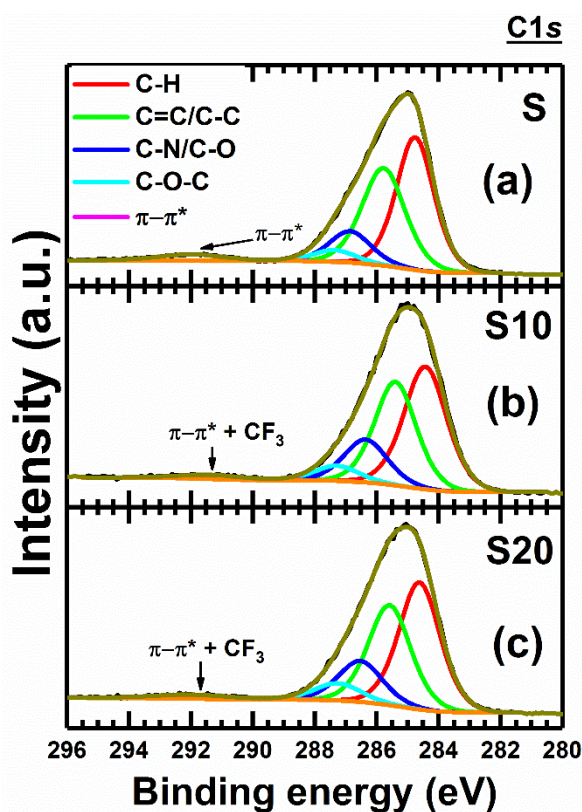 C1s
C-H
C=C/C-C
C-N/C-O
C-O-C
π–π*
π–π*
S
(a)
π–π* + CF₃
S10
(b)
π–π* + CF₃
S20
(c)
Intensity (a.u.)
296 294 292 290 288 286 284 282 280
Binding energy (eV)